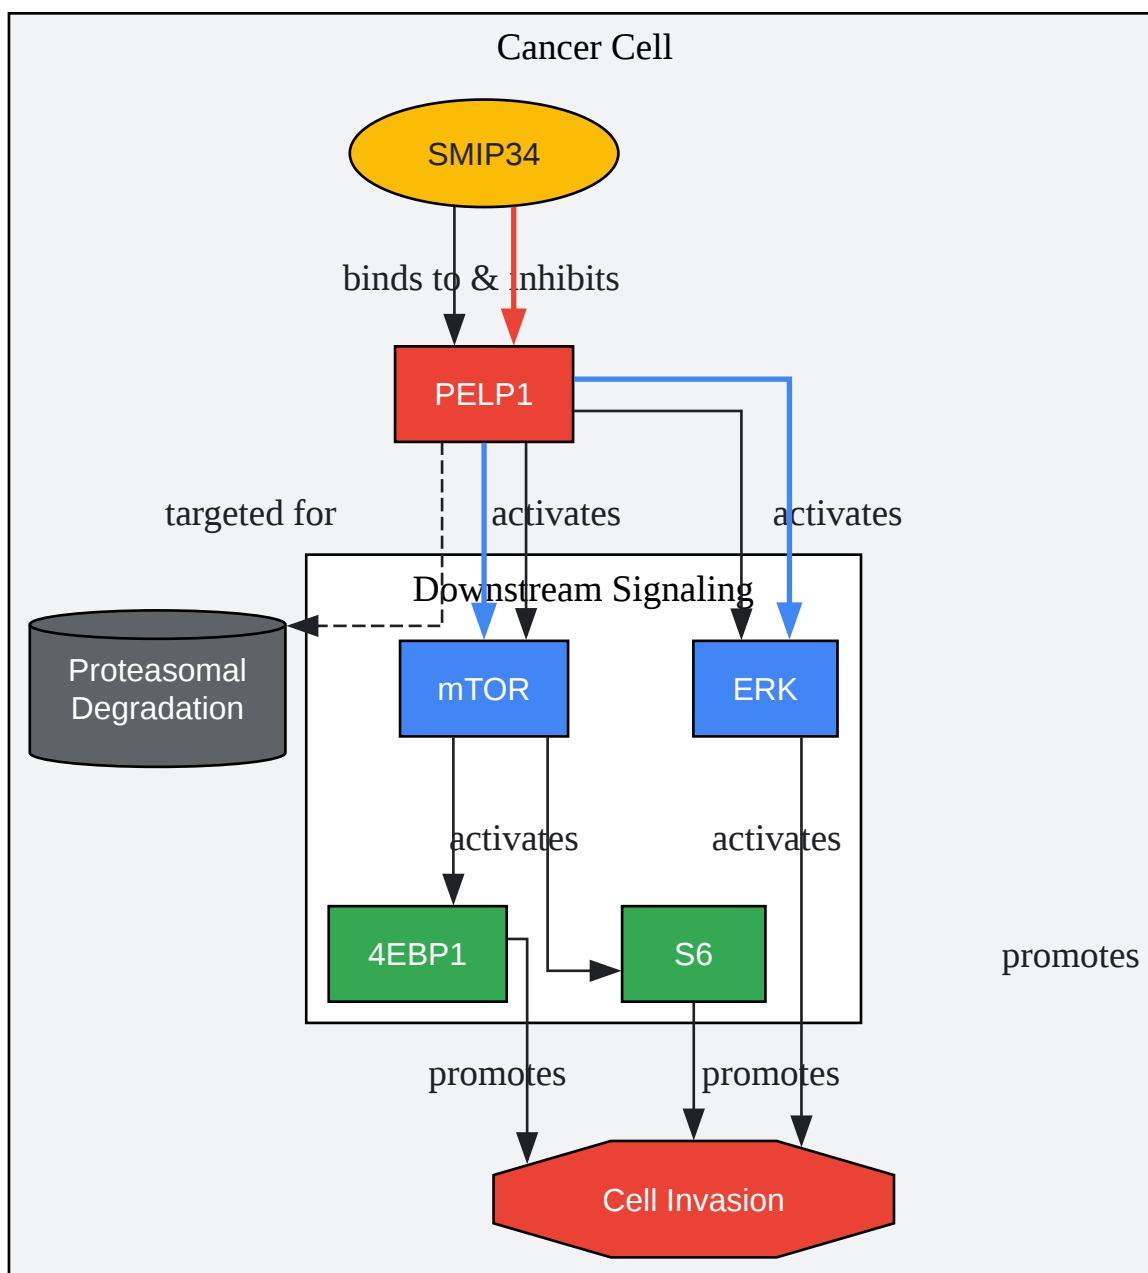 Cancer Cell
SMIP34
binds to & inhibits
PELP1
targeted for
activates
activates
Downstream Signaling
Proteasomal
Degradation
mTOR
ERK
activates
activates
4EBP1
S6
promotes
promotes
promotes
Cell Invasion